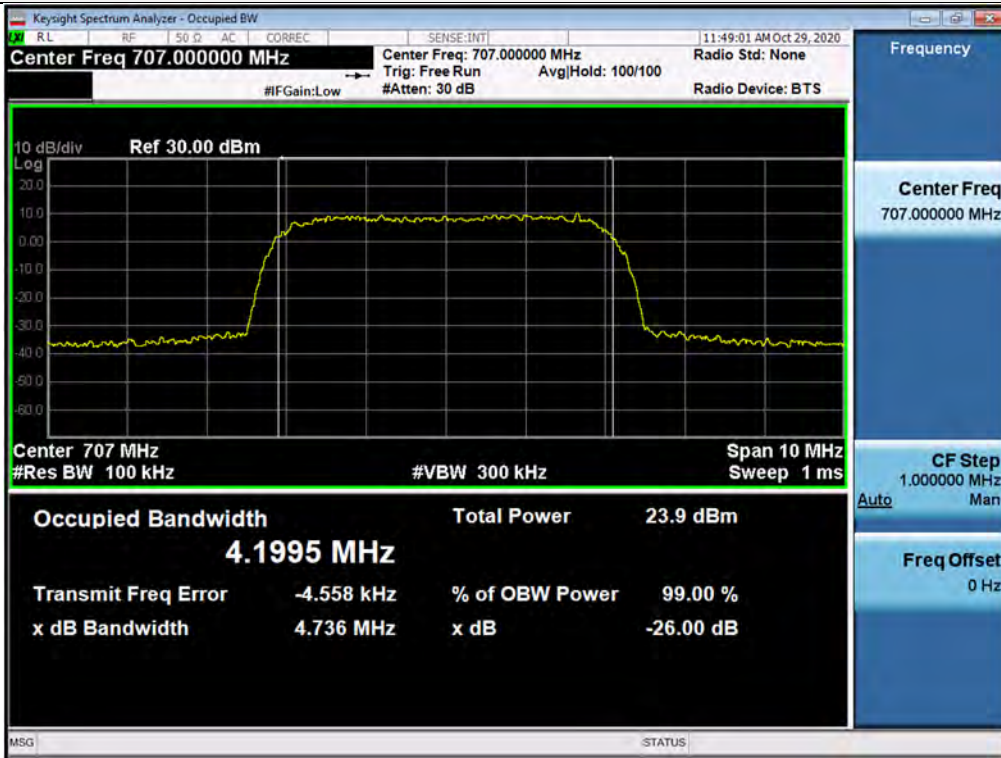 Keysight Spectrum Analyzer - Occupied BW
RL RF 50 Ω AC CORREC SENSE:INT 11:49:01 AM Oct 29, 2020
Center Freq 707.000000 MHz
Center Freq: 707.000000 MHz Radio Std: None
Trig: Free Run Avg|Hold: 100/100
#IFGain:Low #Atten: 30 dB Radio Device: BTS
Frequency
10 dB/div Ref 30.00 dBm
Log
20.0
10.0
0.00
-10.0
-20.0
-30.0
-40.0
-50.0
-60.0
Center 707 MHz Span 10 MHz
#Res BW 100 kHz #VBW 300 kHz Sweep 1 ms
Occupied Bandwidth Total Power 23.9 dBm
4.1995 MHz
Transmit Freq Error -4.558 kHz % of OBW Power 99.00 %
x dB Bandwidth 4.736 MHz x dB -26.00 dB
Center Freq
707.000000 MHz
CF Step
1.000000 MHz
Auto Man
Freq Offset
0 Hz
MSG STATUS